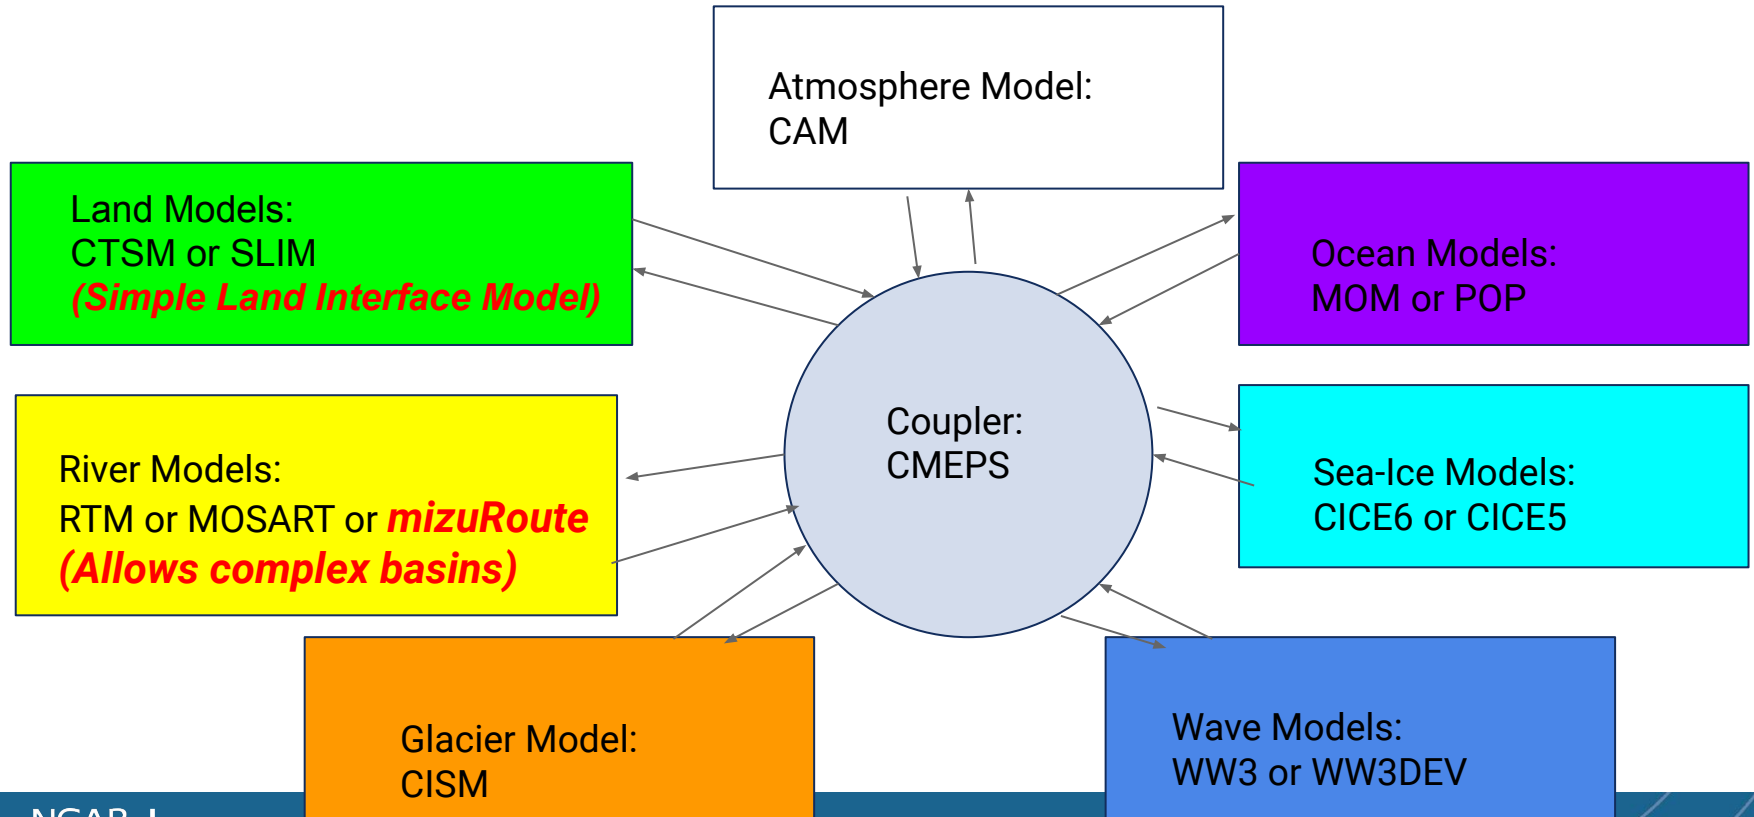 Atmosphere Model:
CAM
Land Models:
CTSM or SLIM
(Simple Land Interface Model)
Ocean Models:
MOM or POP
Coupler:
CMEPS
River Models:
RTM or MOSART or mizuRoute
(Allows complex basins)
Sea-Ice Models:
CICE6 or CICE5
Glacier Model:
CISM
Wave Models:
WW3 or WW3DEV